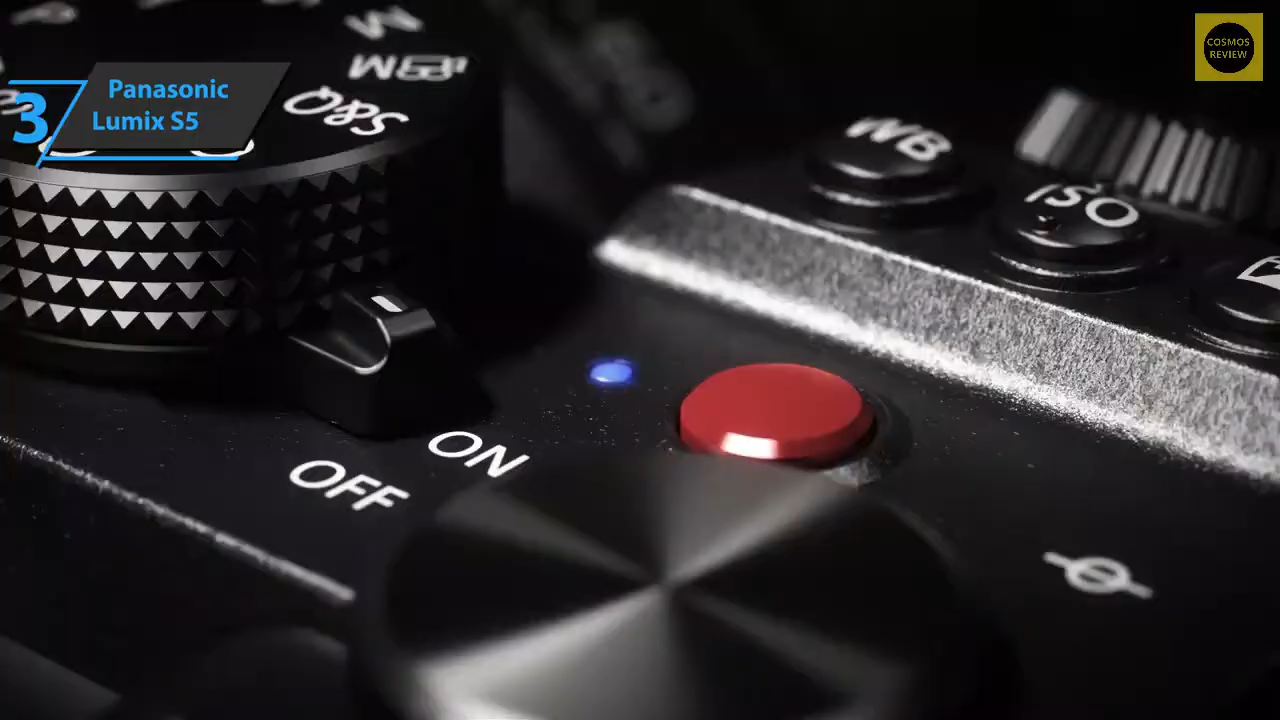 3
Panasonic
Lumix S5
COSMOS
REVIEW
M
S&Q
WB
ISO
ON
OFF